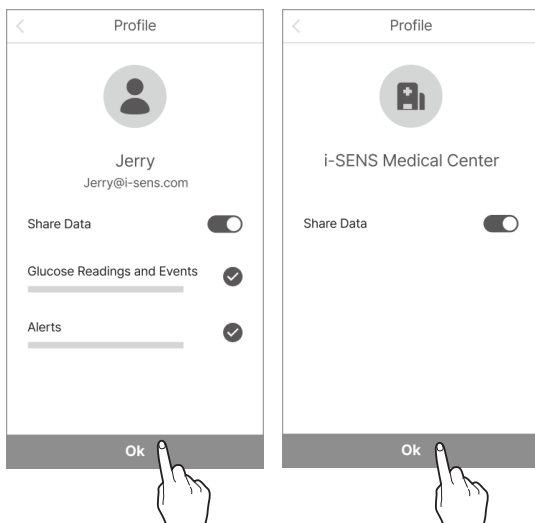 Profile
Jerry
Jerry@i-sens.com
Share Data
Glucose Readings and Events
Alerts
Ok
Profile
i-SENS Medical Center
Share Data
Ok